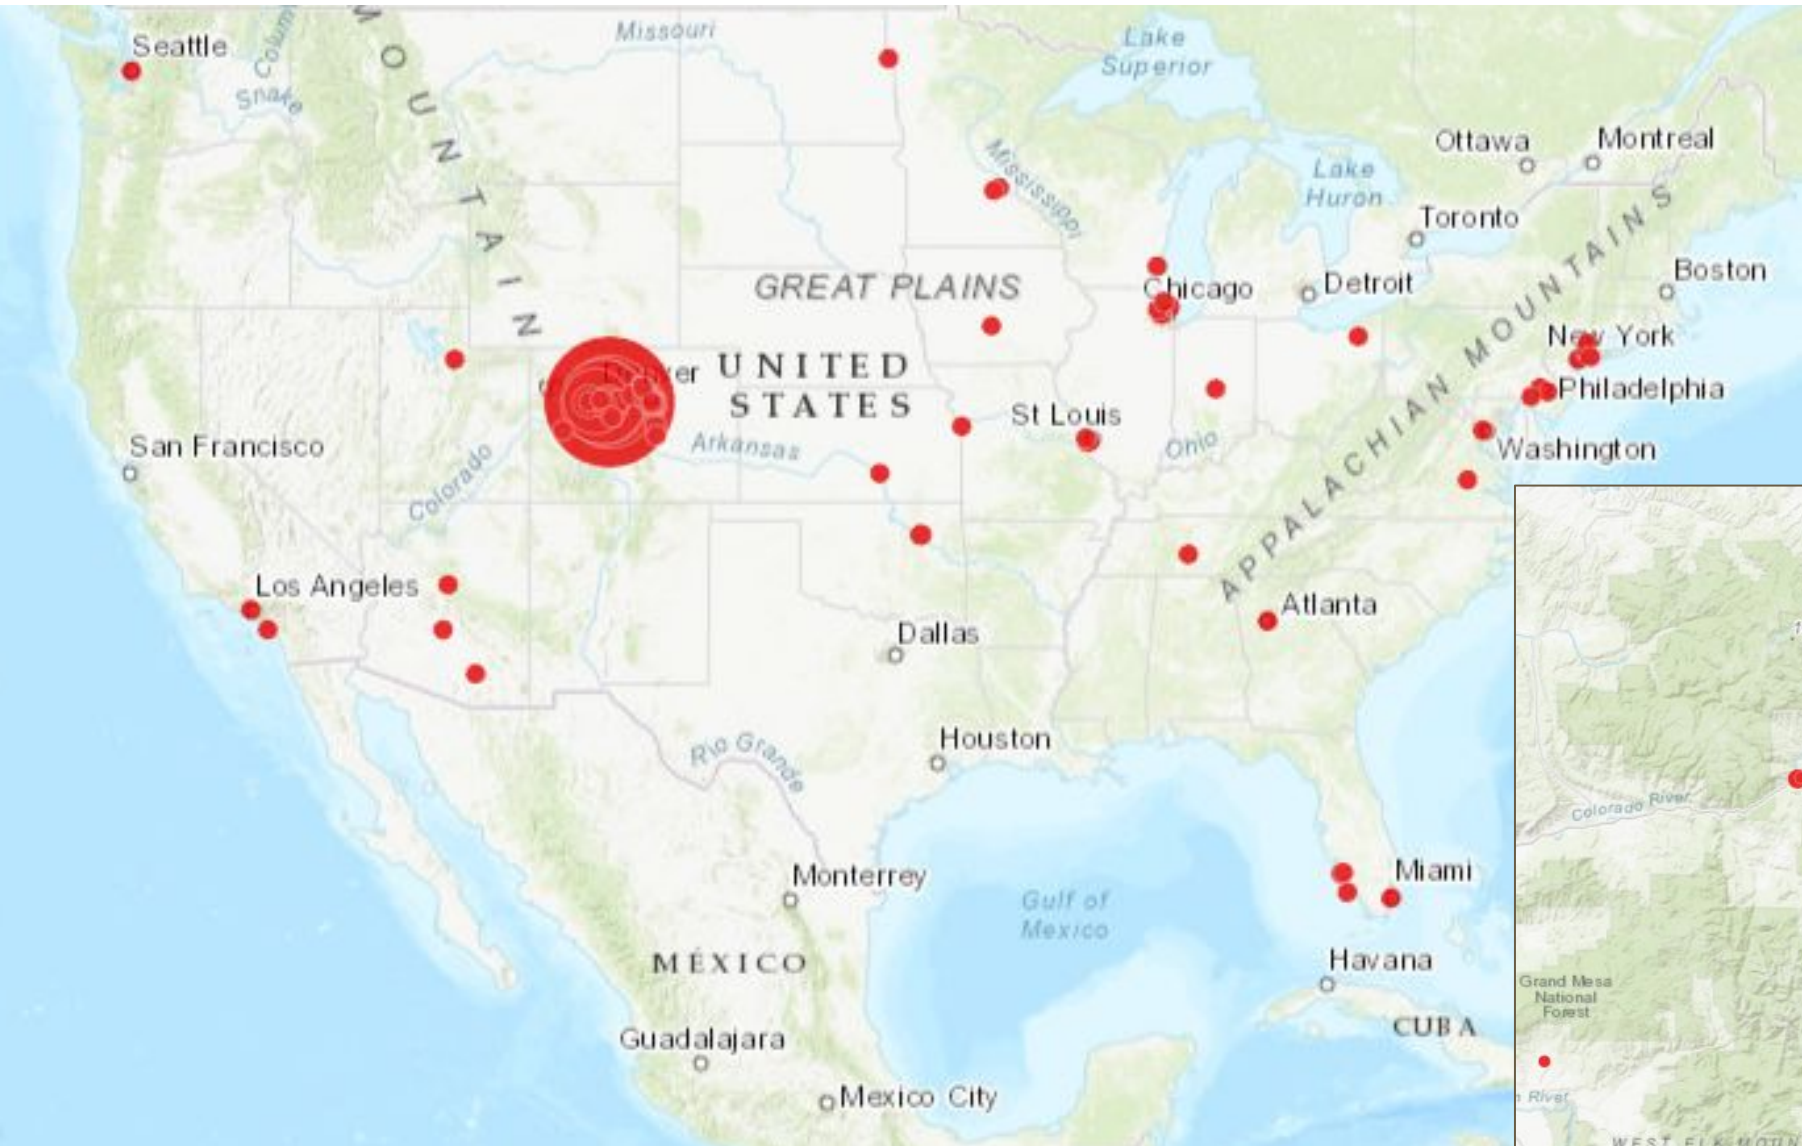 Seattle
Columb
Snake
MOUNTAIN
Missouri
Lake
Superior
Mississippi
Ottawa
Montreal
Lake
Huron
Toronto
GREAT PLAINS
Chicago
Detroit
Boston
New York
UNITED
STATES
Philadelphia
St Louis
Ohio
Washington
APPALACHIAN MOUNTAINS
San Francisco
Colorado
Arkansas
Los Angeles
Dallas
Atlanta
Houston
Rio Grande
Monterrey
Miami
Gulf of
Mexico
MÉXICO
Havana
CUBA
Guadalajara
Mexico City
Colorado River
Grand Mesa
National
Forest
River